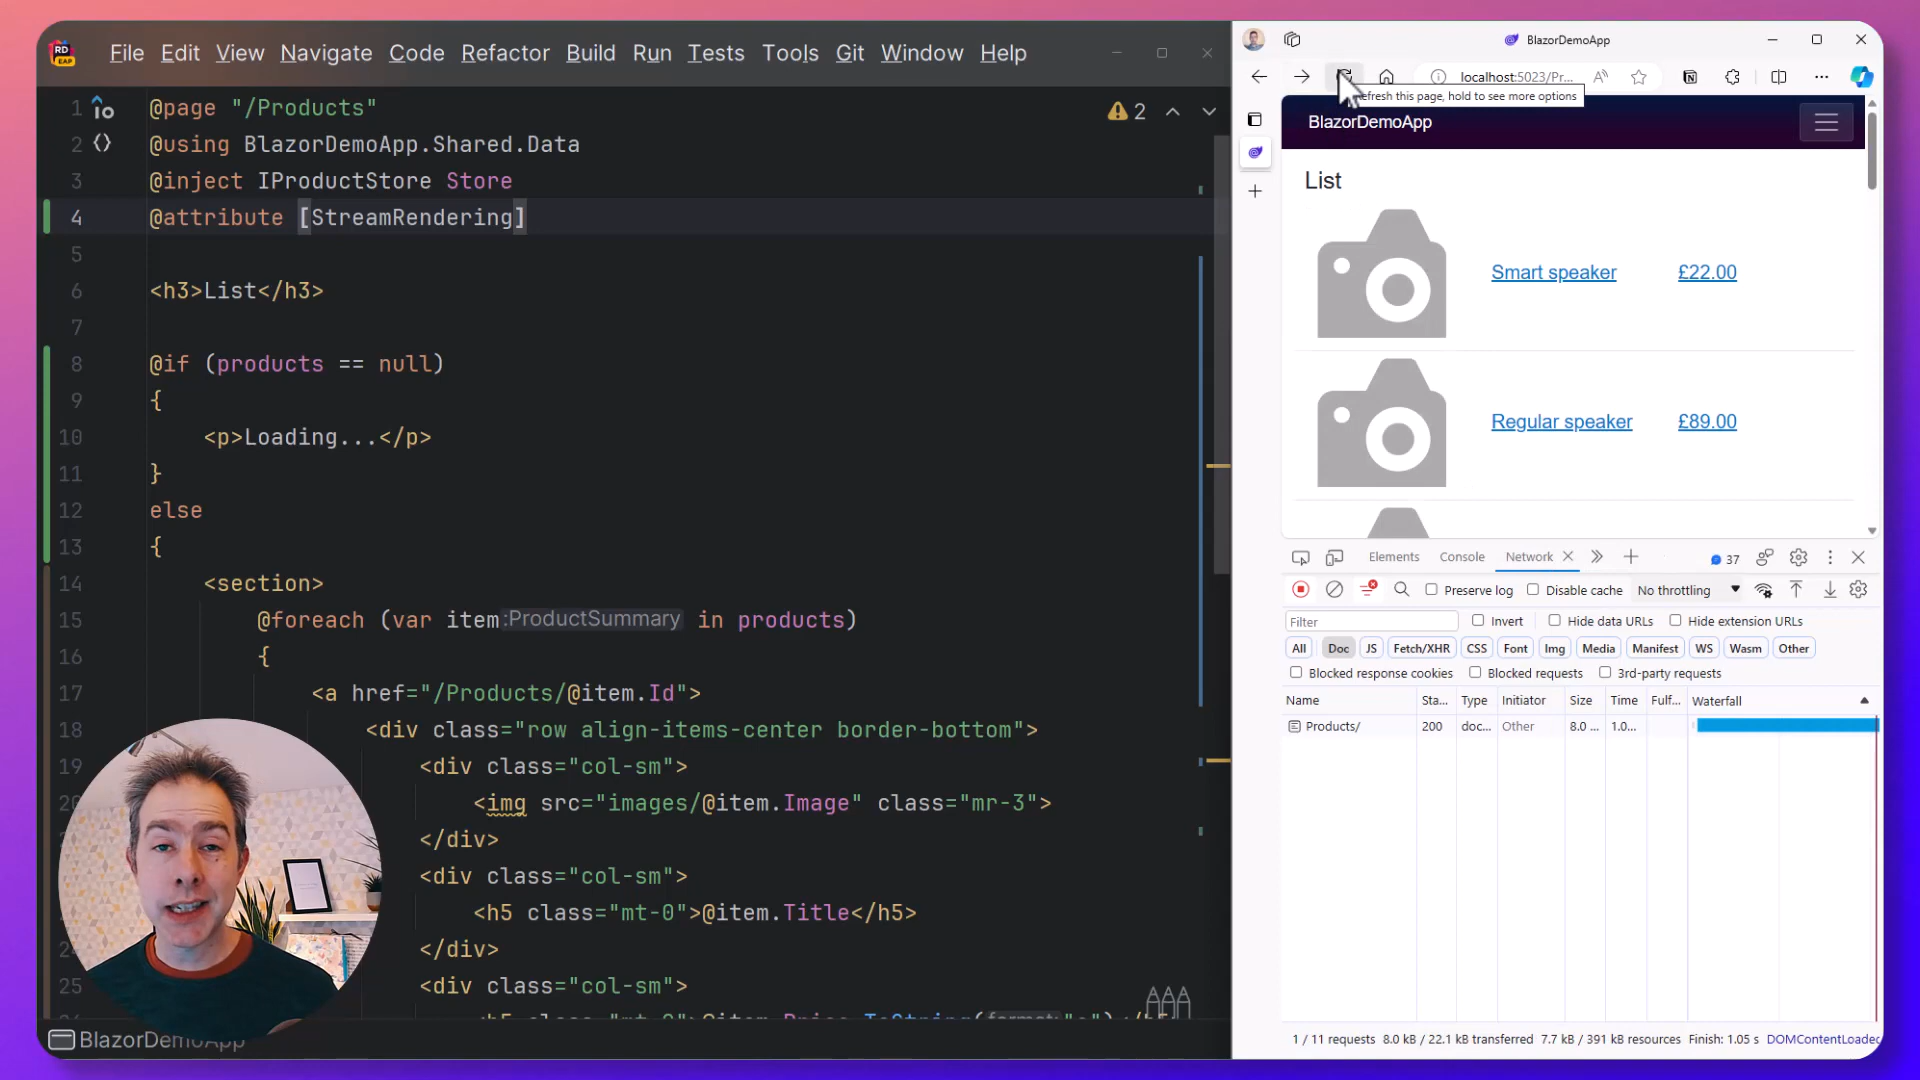 RD
EAP
File Edit View Navigate Code Refactor Build Run Tests Tools Git Window Help
1 @page "/Products"
2 @using BlazorDemoApp.Shared.Data
3 @inject IProductStore Store
4 @attribute [StreamRendering]
5
6 <h3>List</h3>
7
8 @if (products == null)
9 {
10 <p>Loading...</p>
11 }
12 else
13 {
14 <section>
15 @foreach (var item :ProductSummary in products)
16 {
17 <a href="/Products/@item.Id">
18 <div class="row align-items-center border-bottom">
19 <div class="col-sm">
<img src="images/@item.Image" class="mr-3">
</div>
<div class="col-sm">
<h5 class="mt-0">@item.Title</h5>
</div>
25 <div class="col-sm">
2
BlazorDemoApp
BlazorDemoApp
localhost:5023/Pr...
efresh this page, hold to see more options
BlazorDemoApp
List
Smart speaker £22.00
Regular speaker £89.00
Elements Console Network 37
Preserve log Disable cache No throttling
Filter Invert Hide data URLs Hide extension URLs
All Doc JS Fetch/XHR CSS Font Img Media Manifest WS Wasm Other
Blocked response cookies Blocked requests 3rd-party requests
Name Sta... Type Initiator Size Time Fulf... Waterfall
Products/ 200 doc... Other 8.0 ... 1.0...
1 / 11 requests 8.0 kB / 22.1 kB transferred 7.7 kB / 391 kB resources Finish: 1.05 s DOMContentLoaded